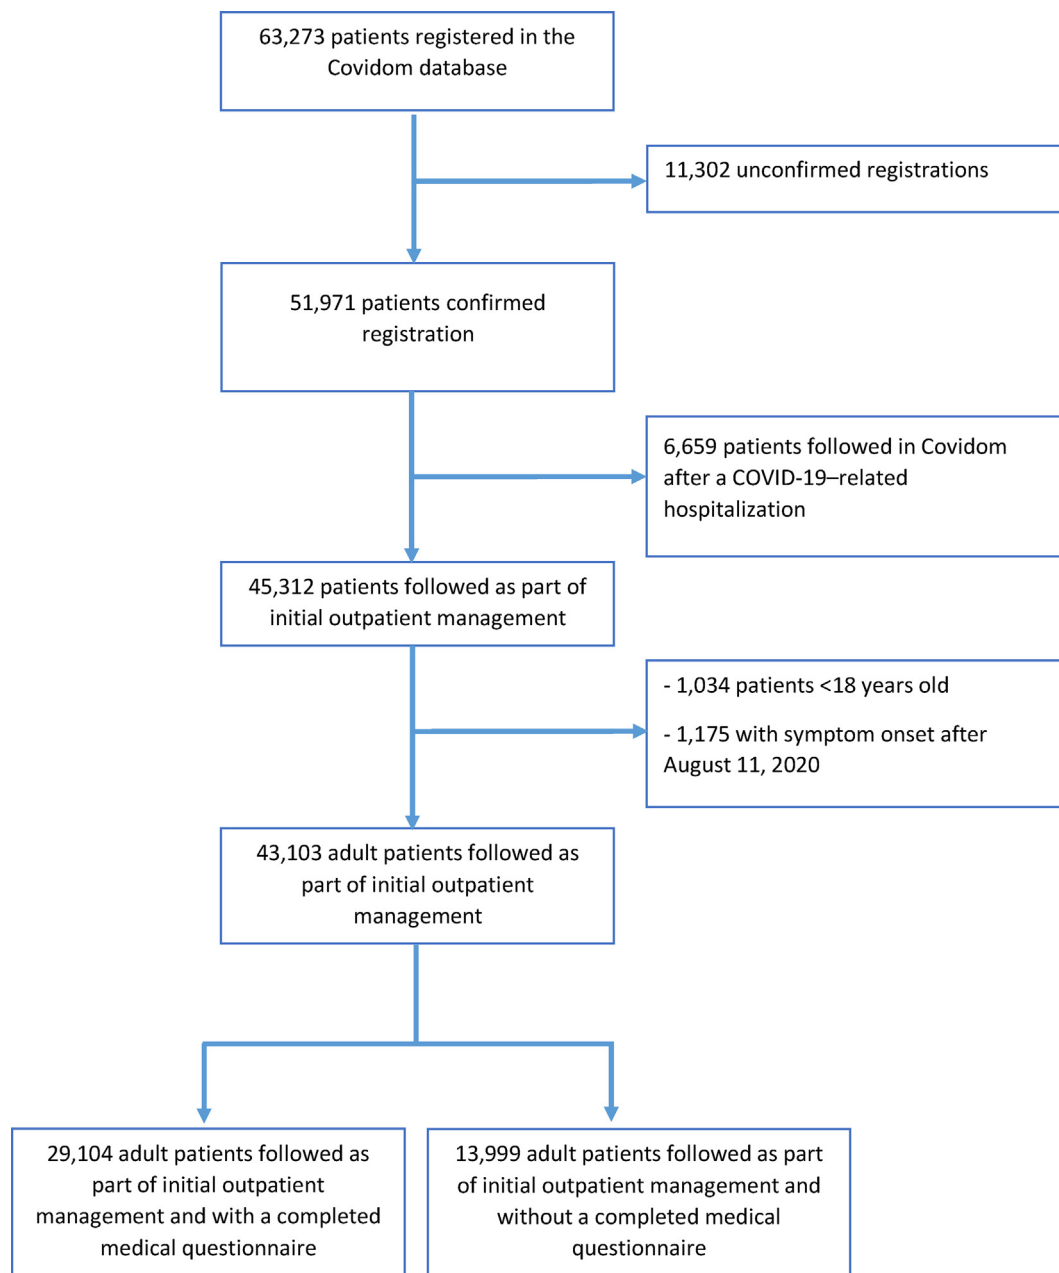 63,273 patients registered in the
Covidom database
11,302 unconfirmed registrations
51,971 patients confirmed
registration
6,659 patients followed in Covidom
after a COVID-19–related
hospitalization
45,312 patients followed as part of
initial outpatient management
- 1,034 patients <18 years old
- 1,175 with symptom onset after
August 11, 2020
43,103 adult patients followed as
part of initial outpatient
management
29,104 adult patients followed as
part of initial outpatient
management and with a completed
medical questionnaire
13,999 adult patients followed as part
of initial outpatient management and
without a completed medical
questionnaire